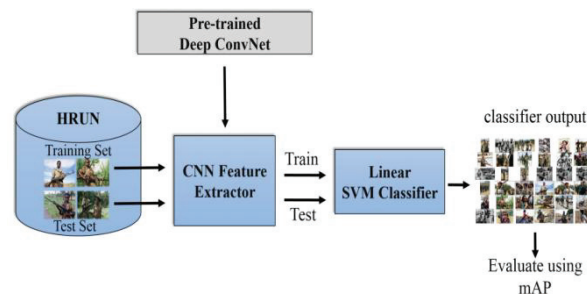 Pre-trained
Deep ConvNet
HRUN
Training Set
Test Set
CNN Feature
Extractor
Train
Test
Linear
SVM Classifier
classifier output
Evaluate using
mAP